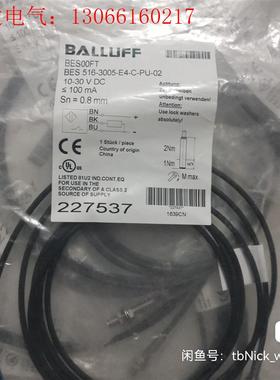 电气：13066160217
BALLUFF
BES00FT
BES 516-3005-E4-C-PU-02
10-30 V DC
≤ 100 mA
Sn = 0.8 mm
BN
BK
BU
Achtung:
unbedingt verwenden!
Attention:
Use lock washers
absolutely!
1 Stück / piece
Country of origin
China
2Nm
1Nm
M max
LISTED 81U2 IND.CONT.EQ
FOR USE IN THE
SECONDARY OF A CLASS 2
SOURCE OF SUPPLY
227537
1639CN
闲鱼号：tbNick_w